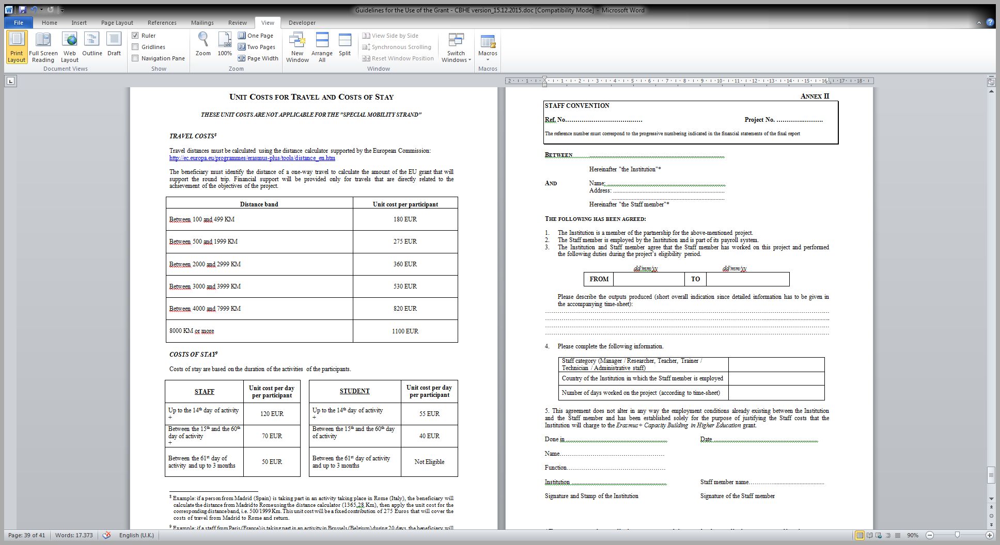 Guidelines for the Use of the Grant - CBHE version_15.12.2015.doc [Compatibility Mode] - Microsoft Word
File Home Insert Page Layout References Mailings Review View Developer
Print Layout
Full Screen Reading
Web Layout
Outline
Draft
Document Views
Ruler
Gridlines
Navigation Pane
Show
Zoom
100%
One Page
Two Pages
Page Width
Zoom
New Window
Arrange All
Split
View Side by Side
Synchronous Scrolling
Reset Window Position
Window
Switch Windows
Macros
Macros
2 1 1 2 3 4 5 6 7 8 9 10 11 12 13 14 15 16 17 18
UNIT COSTS FOR TRAVEL AND COSTS OF STAY
THESE UNIT COSTS ARE NOT APPLICABLE FOR THE "SPECIAL MOBILITY STRAND"
TRAVEL COSTS8
Travel distances must be calculated using the distance calculator supported by the European Commission:
http://ec.europa.eu/programmes/erasmus-plus/tools/distance_en.htm
The beneficiary must identify the distance of a one-way travel to calculate the amount of the EU grant that will
support the round trip. Financial support will be provided only for travels that are directly related to the
achievement of the objectives of the project.
Distance band Unit cost per participant
Between 100 and 499 KM 180 EUR
Between 500 and 1999 KM 275 EUR
Between 2000 and 2999 KM 360 EUR
Between 3000 and 3999 KM 530 EUR
Between 4000 and 7999 KM 820 EUR
8000 KM or more 1100 EUR
COSTS OF STAY9
Costs of stay are based on the duration of the activities of the participants.
STAFF
Unit cost per day
per participant
Up to the 14th day of activity
+
120 EUR
Between the 15th and the 60th
day of activity
+
70 EUR
Between the 61st day of
activity and up to 3 months
50 EUR
STUDENT
Unit cost per day
per participant
Up to the 14th day of activity
+
55 EUR
Between the 15th and the 60th day
of activity
40 EUR
Between the 61st day of activity
and up to 3 months
Not Eligible
8 Example: if a person from Madrid (Spain) is taking part in an activity taking place in Rome (Italy), the beneficiary will
calculate the distance from Madrid to Rome using the distance calculator (1365,28 Km), then apply the unit cost for the
corresponding distance band, i.e. 500/1999 Km. This unit cost will be a fixed contribution of 275 Euros that will cover the
costs of travel from Madrid to Rome and return.
9 Example: if a staff from Paris (France) is taking part in an activity in Brussels (Belgium) during 20 days, the beneficiary will
ANNEX II
STAFF CONVENTION
Ref. No........................................ Project No. ........................
The reference number must correspond to the progressive numbering indicated in the financial statements of the final report
BETWEEN ........................................
Hereinafter "the Institution"*
AND Name: ........................................
Address: ........................................
........................................
Hereinafter "the Staff member"*
THE FOLLOWING HAS BEEN AGREED:
1. The Institution is a member of the partnership for the above-mentioned project.
2. The Staff member is employed by the Institution and is part of its payroll system.
3. The Institution and Staff member agree that the Staff member has worked on this project and performed
the following duties during the project's eligibility period.
dd/mm/yy dd/mm/yy
FROM TO
Please describe the outputs produced (short overall indication since detailed information has to be given in
the accompanying time-sheet):
4. Please complete the following information.
Staff category (Manager / Researcher, Teacher, Trainer /
Technician / Administrative staff)
Country of the Institution in which the Staff member is employed
Number of days worked on the project (according to time-sheet)
5. This agreement does not alter in any way the employment conditions already existing between the Institution
and the Staff member and has been established solely for the purpose of justifying the Staff costs that the
Institution will charge to the Erasmus+ Capacity Building in Higher Education grant.
Done in ........................................ Date ........................................
Name........................................
Function........................................
Institution ........................................ Staff member name........................................
Signature and Stamp of the Institution Signature of the Staff member
Page: 39 of 41 Words: 17.373 English (U.K.) 90%